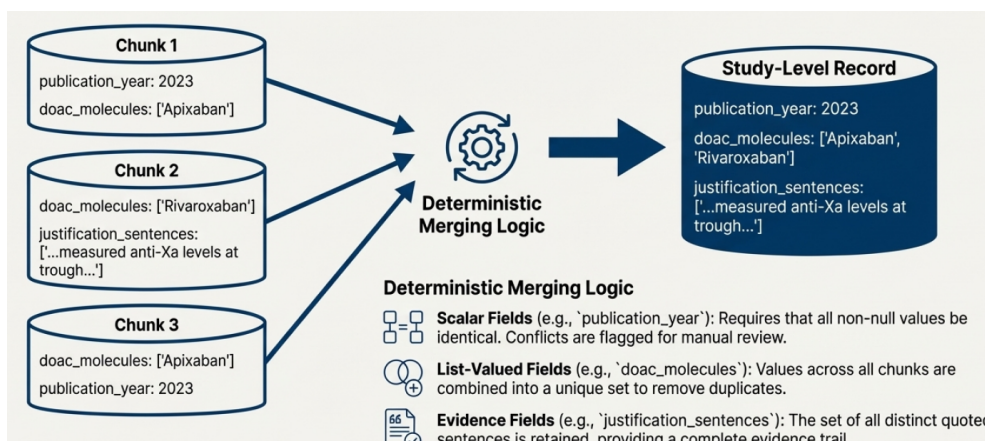 Chunk 1
publication_year: 2023
doac_molecules: ['Apixaban']
Chunk 2
doac_molecules: ['Rivaroxaban']
justification_sentences:
['...measured anti-Xa levels at
trough...']
Chunk 3
doac_molecules: ['Apixaban']
publication_year: 2023
Deterministic
Merging Logic
Study-Level Record
publication_year: 2023
doac_molecules: ['Apixaban',
'Rivaroxaban']
justification_sentences:
['...measured anti-Xa levels at
trough...']
Deterministic Merging Logic
Scalar Fields (e.g., `publication_year`): Requires that all non-null values be
identical. Conflicts are flagged for manual review.
List-Valued Fields (e.g., `doac_molecules`): Values across all chunks are
combined into a unique set to remove duplicates.
Evidence Fields (e.g., `justification_sentences`): The set of all distinct quoted
sentences is retained, providing a complete evidence trail